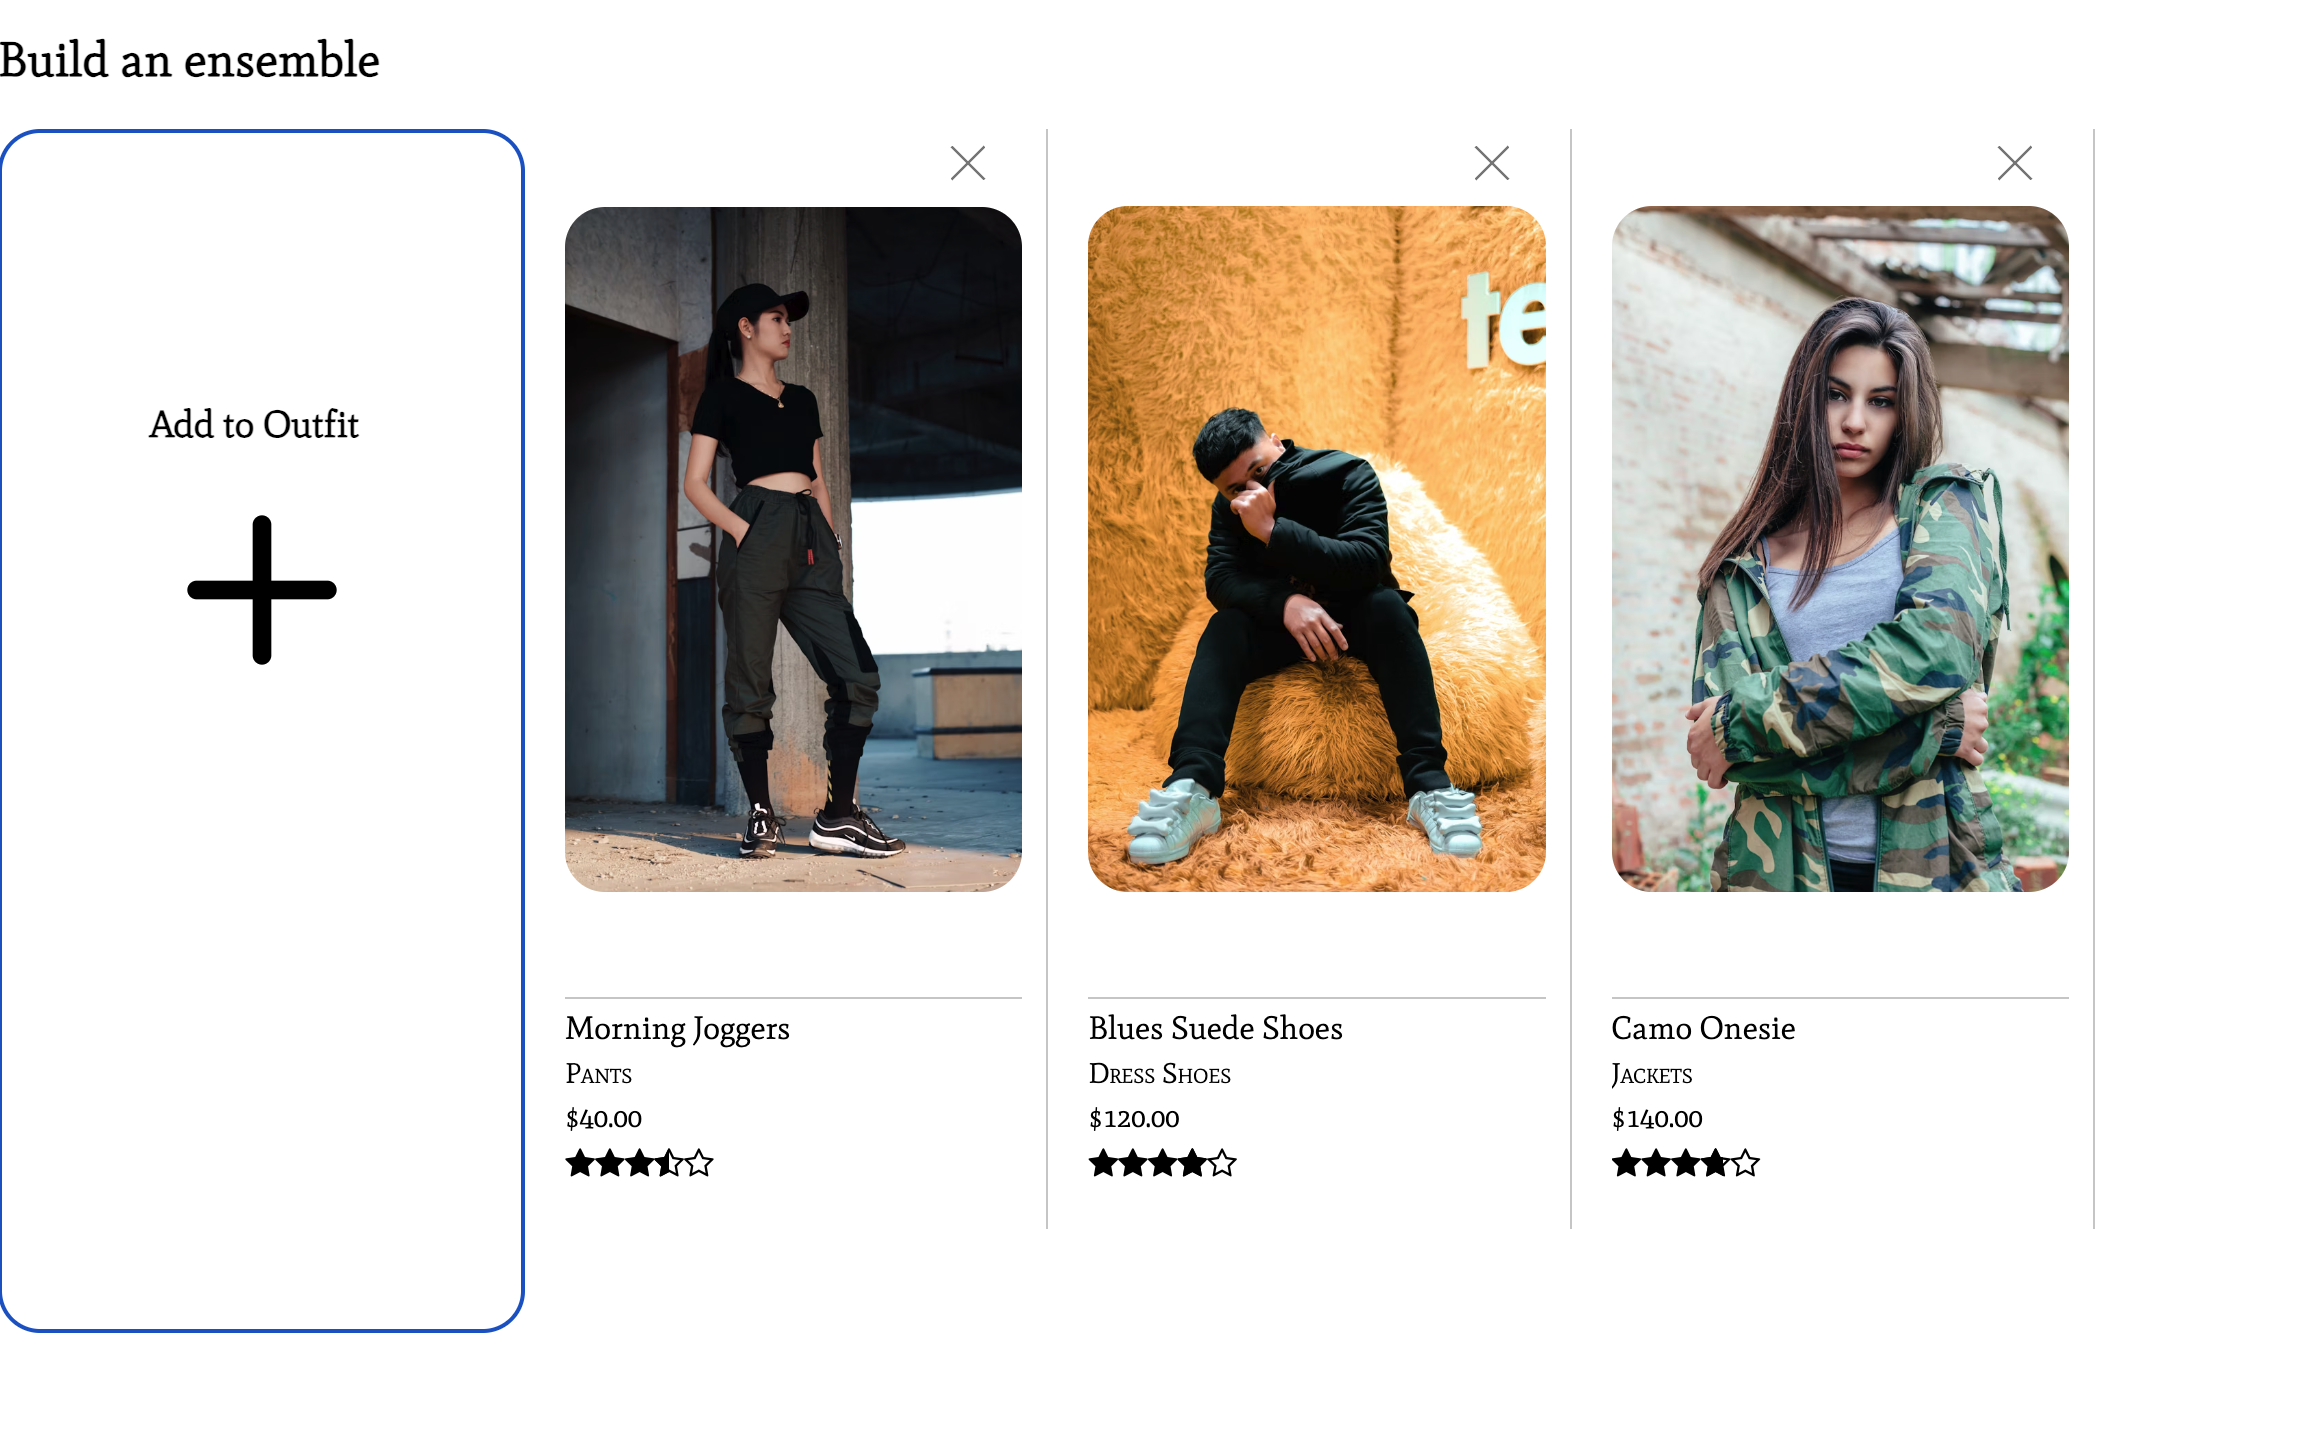 Build an ensemble
Add to Outfit
te
Morning Joggers
Pants
$40.00
Blues Suede Shoes
Dress Shoes
$120.00
Camo Onesie
Jackets
$140.00